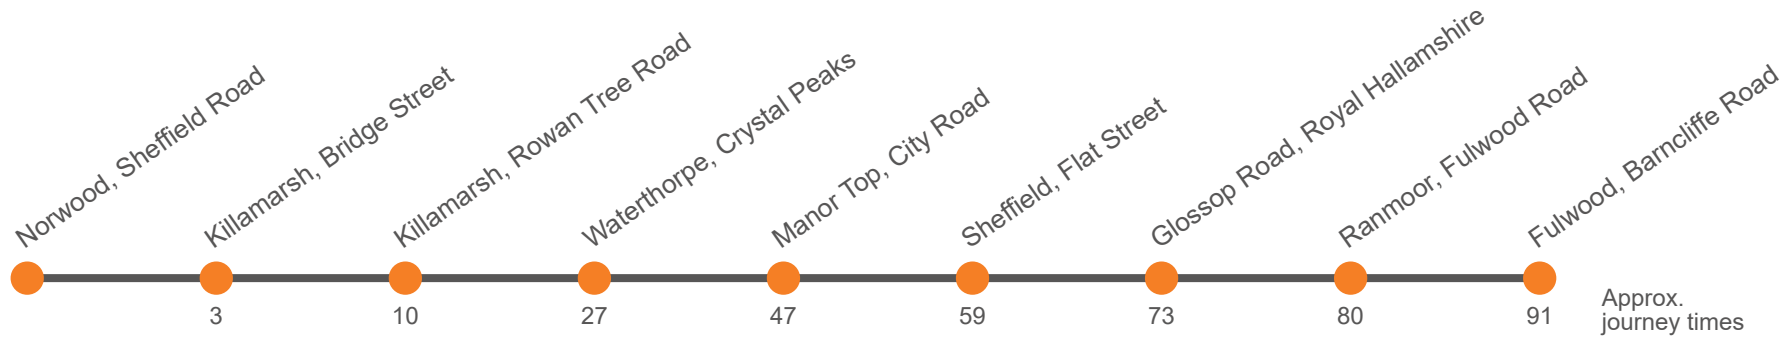 Norwood, Sheffield Road
Killamarsh, Bridge Street
Killamarsh, Rowan Tree Road
Waterthorpe, Crystal Peaks
Manor Top, City Road
Sheffield, Flat Street
Glossop Road, Royal Hallamshire
Ranmoor, Fulwood Road
Fulwood, Barncliffe Road
3 10 27 47 59 73 80 91
Approx.
journey times